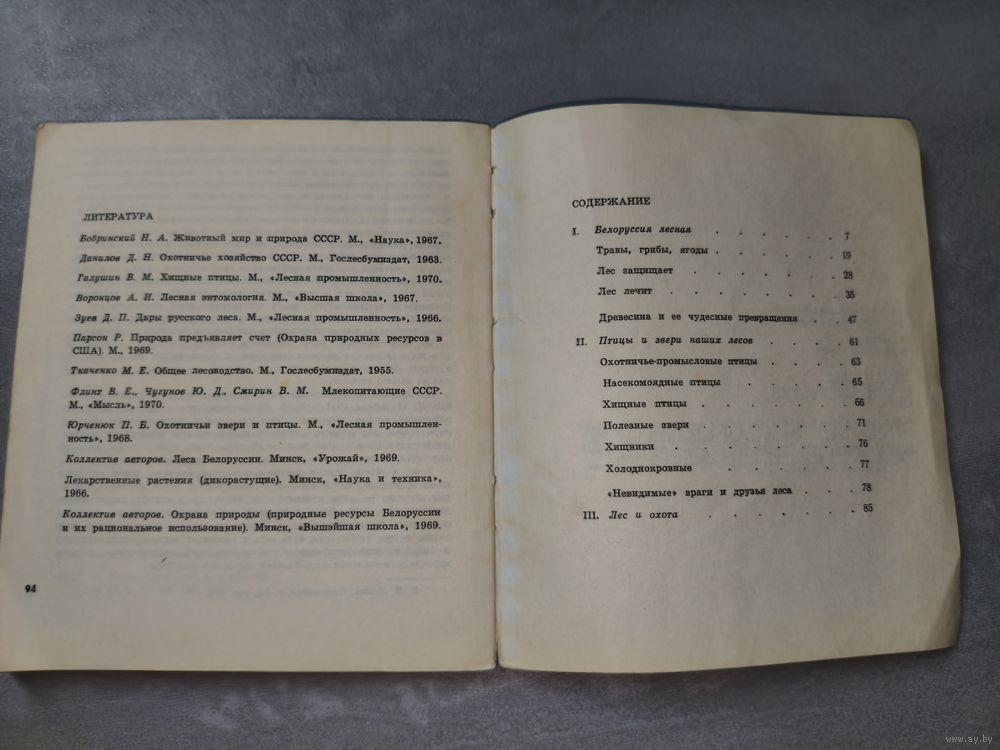 ЛИТЕРАТУРА
Бобринский Н. А. Животный мир и природа СССР. М., «Наука», 1967.
Данилов Д. Н. Охотничье хозяйство СССР. М., Гослесбумиздат, 1963.
Галушин В. М. Хищные птицы. М., «Лесная промышленность», 1970.
Воронцов А. И. Лесная энтомология. М., «Высшая школа», 1967.
Зуев Д. П. Дары русского леса. М., «Лесная промышленность», 1966.
Парсон Р. Природа предъявляет счет (Охрана природных ресурсов в
США). М., 1969.
Ткаченко М. Е. Общее лесоводство. М., Гослесбумиздат, 1955.
Флинт В. Е., Чугунов Ю. Д., Смирин В. М. Млекопитающие СССР.
М., «Мысль», 1970.
Юрченюк П. Б. Охотничьи звери и птицы. М., «Лесная промышлен-
ность», 1968.
Коллектив авторов. Леса Белоруссии. Минск, «Урожай», 1969.
Лекарственные растения (дикорастущие). Минск, «Наука и техника»,
1966.
Коллектив авторов. Охрана природы (природные ресурсы Белоруссии
и их рациональное использование). Минск, «Вышэйшая школа», 1969.
94
СОДЕРЖАНИЕ
I. Белоруссия лесная . . . . . . 7
Травы, грибы, ягоды . . . . . . 19
Лес защищает . . . . . . . 28
Лес лечит . . . . . . . . 36
Древесина и ее чудесные превращения . . 47
II. Птицы и звери наших лесов . . . . 61
Охотничье-промысловые птицы . . . . 63
Насекомоядные птицы . . . . . 65
Хищные птицы . . . . . . . 66
Полезные звери . . . . . . . 71
Хищники . . . . . . . . 76
Холоднокровные . . . . . . 77
«Невидимые» враги и друзья леса . . . 78
III. Лес и охота . . . . . . . 85
www.ay.by